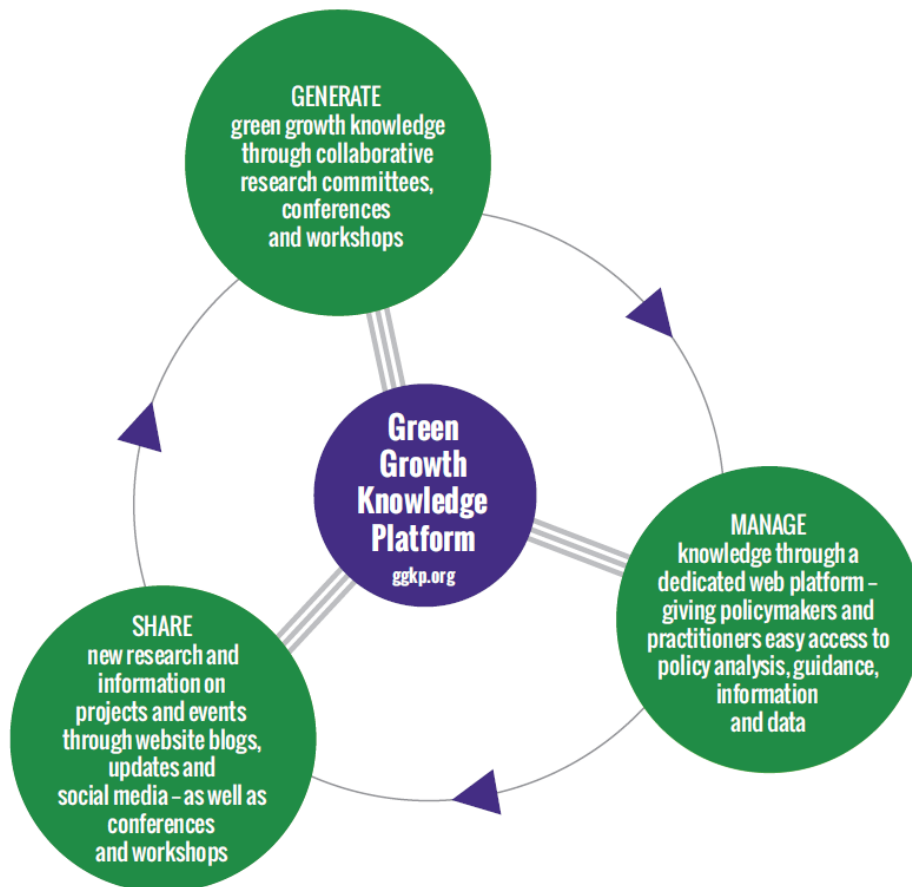 GENERATE
green growth knowledge
through collaborative
research committees,
conferences
and workshops
Green
Growth
Knowledge
Platform
ggkp.org
MANAGE
knowledge through a
dedicated web platform –
giving policymakers and
practitioners easy access to
policy analysis, guidance,
information
and data
SHARE
new research and
information on
projects and events
through website blogs,
updates and
social media – as well as
conferences
and workshops